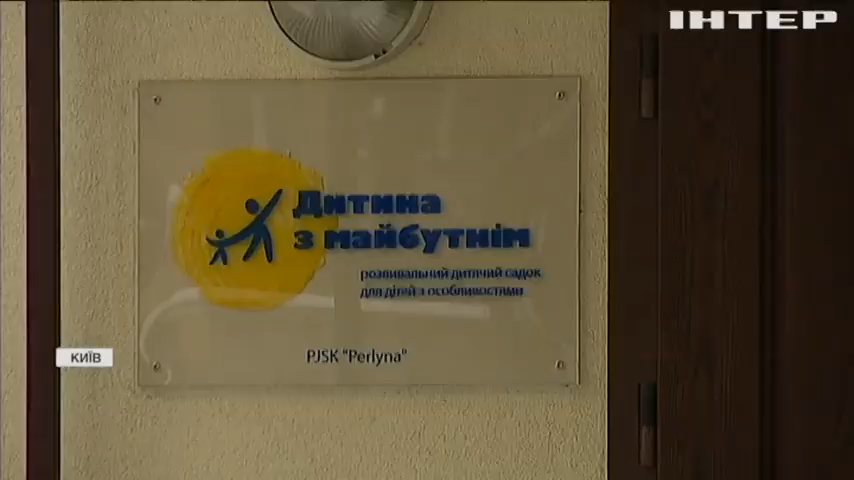 ІНТЕР
Дитина
з майбутнім
розвивальний дитячий садок
для дітей з особливостями
КИЇВ
PJSK "Perlyna"